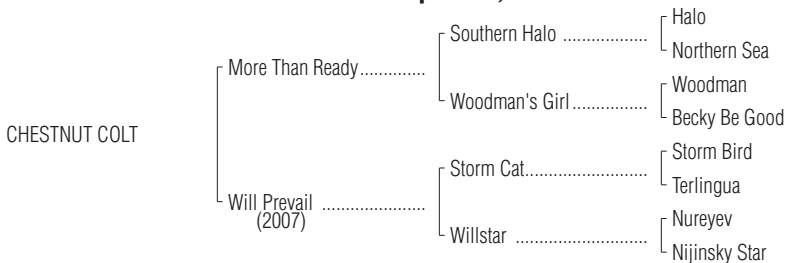 Halo
Southern Halo ..................
Northern Sea
More Than Ready..............
Woodman
Woodman's Girl................
Becky Be Good
CHESTNUT COLT
Storm Bird
Storm Cat..........................
Terlingua
Will Prevail ......................
(2007)
Nureyev
Willstar ............................
Nijinsky Star